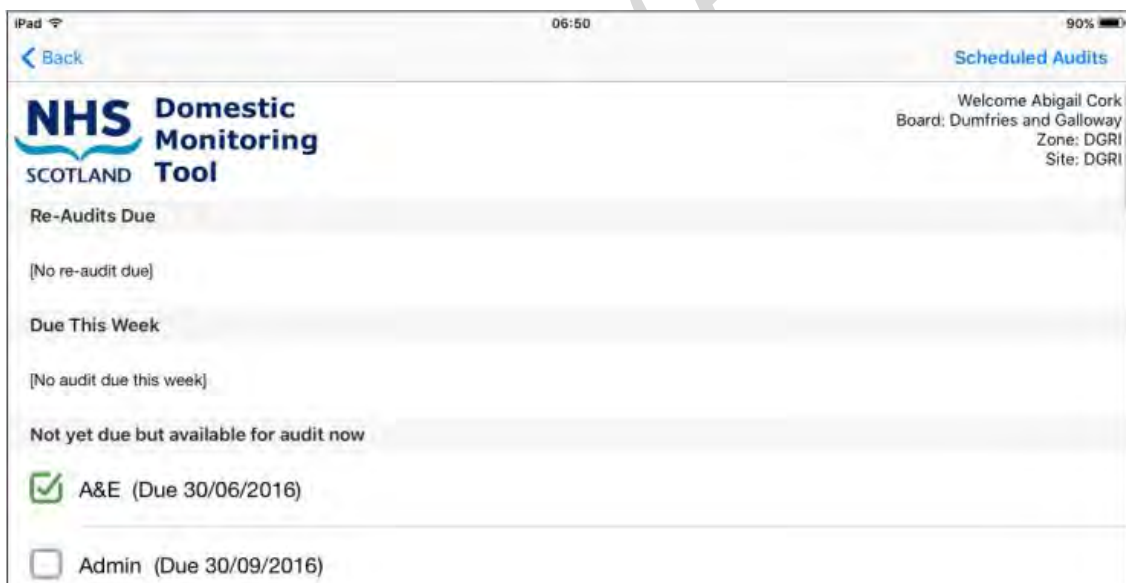 iPad 06:50 90%
Back Scheduled Audits
NHS
SCOTLAND
Domestic
Monitoring
Tool
Welcome Abigail Cork
Board: Dumfries and Galloway
Zone: DGRI
Site: DGRI
Re-Audits Due
[No re-audit due]
Due This Week
[No audit due this week]
Not yet due but available for audit now
A&E (Due 30/06/2016)
Admin (Due 30/09/2016)